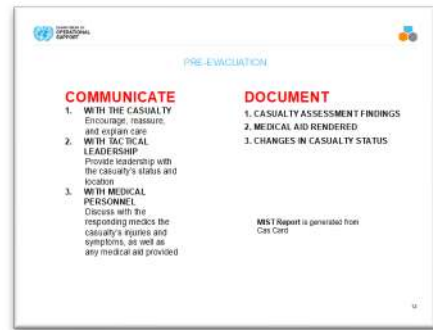 OPERATIONAL
SUPPORT
PRE-EVACUATION
COMMUNICATE
1. WITH THE CASUALTY
Encourage, reassure,
and explain care
2. WITH TACTICAL
LEADERSHIP
Provide leadership with
the casualty's status and
location
3. WITH MEDICAL
PERSONNEL
Discuss with the
responding medics the
casualty's injuries and
symptoms, as well as
any medical aid provided
DOCUMENT
1. CASUALTY ASSESSMENT FINDINGS
2. MEDICAL AID RENDERED
3. CHANGES IN CASUALTY STATUS
MIST Report is generated from
Cas Card